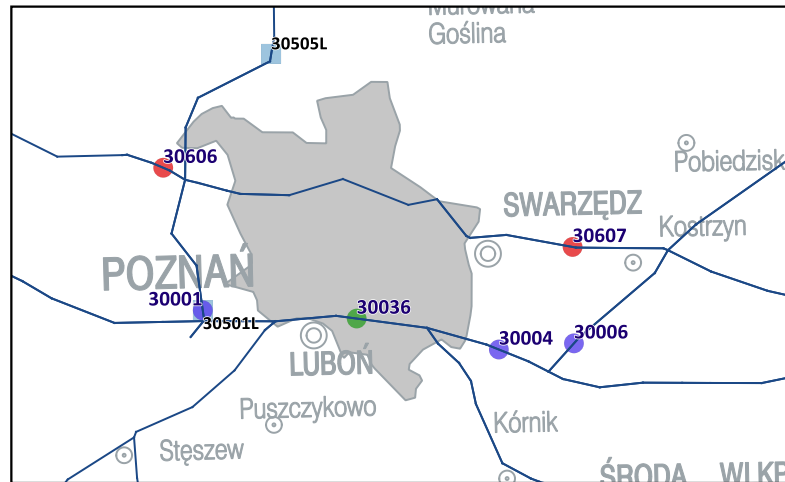 Goślina
30505L
30606
Pobiedzisk
SWARZĘDZ
Kostrzyn
30607
POZNAŃ
30001
30501L
30036
30004
30006
LUBOŃ
Puszczykowo
Kórnik
Stęszew
ŚRODA WLKP